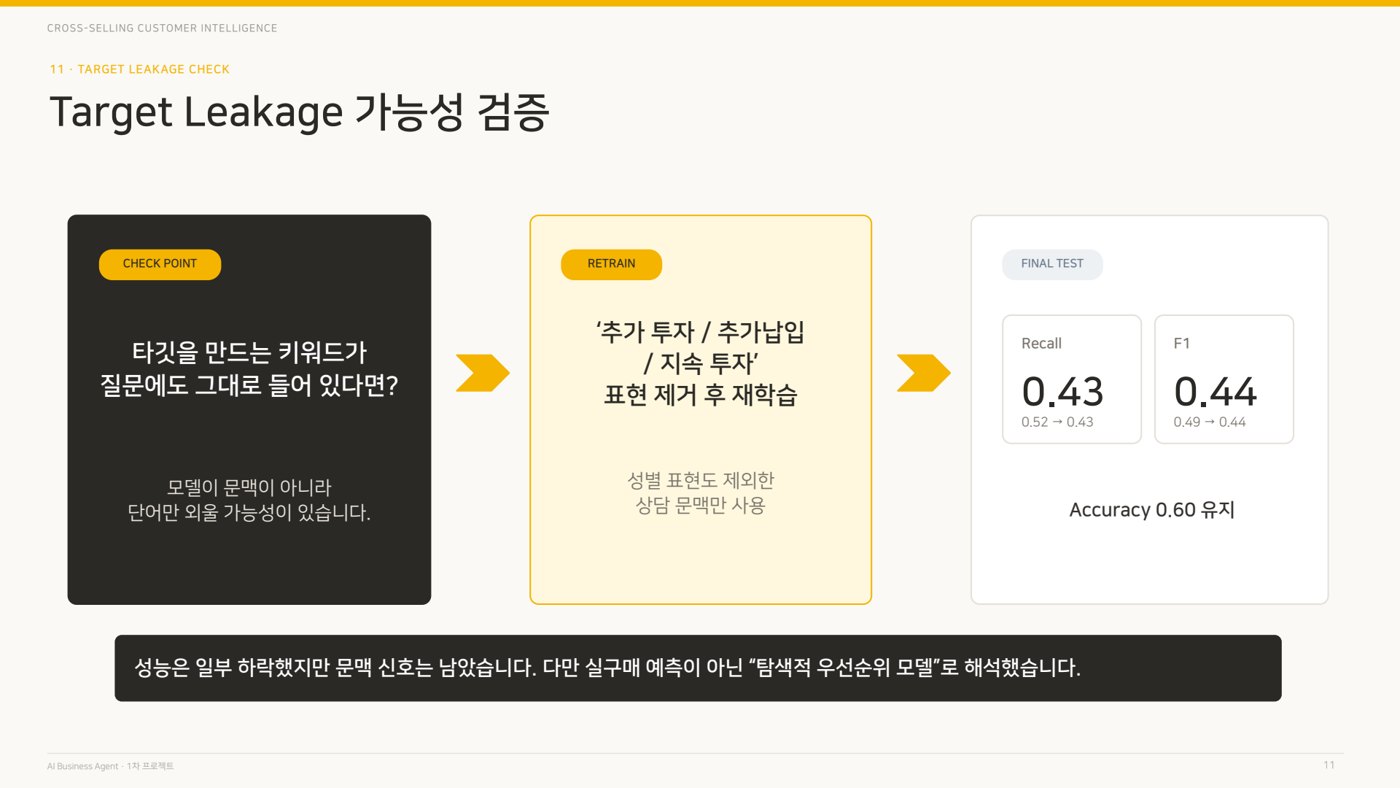 CROSS-SELLING CUSTOMER INTELLIGENCE
11 · TARGET LEAKAGE CHECK
Target Leakage 가능성 검증
CHECK POINT
타깃을 만드는 키워드가
질문에도 그대로 들어 있다면?
모델이 문맥이 아니라
단어만 외울 가능성이 있습니다.
RETRAIN
‘추가 투자 / 추가납입
/ 지속 투자’
표현 제거 후 재학습
성별 표현도 제외한
상담 문맥만 사용
FINAL TEST
Recall
0.43
0.52 → 0.43
F1
0.44
0.49 → 0.44
Accuracy 0.60 유지
성능은 일부 하락했지만 문맥 신호는 남았습니다. 다만 실구매 예측이 아닌 “탐색적 우선순위 모델”로 해석했습니다.
AI Business Agent · 1차 프로젝트
11